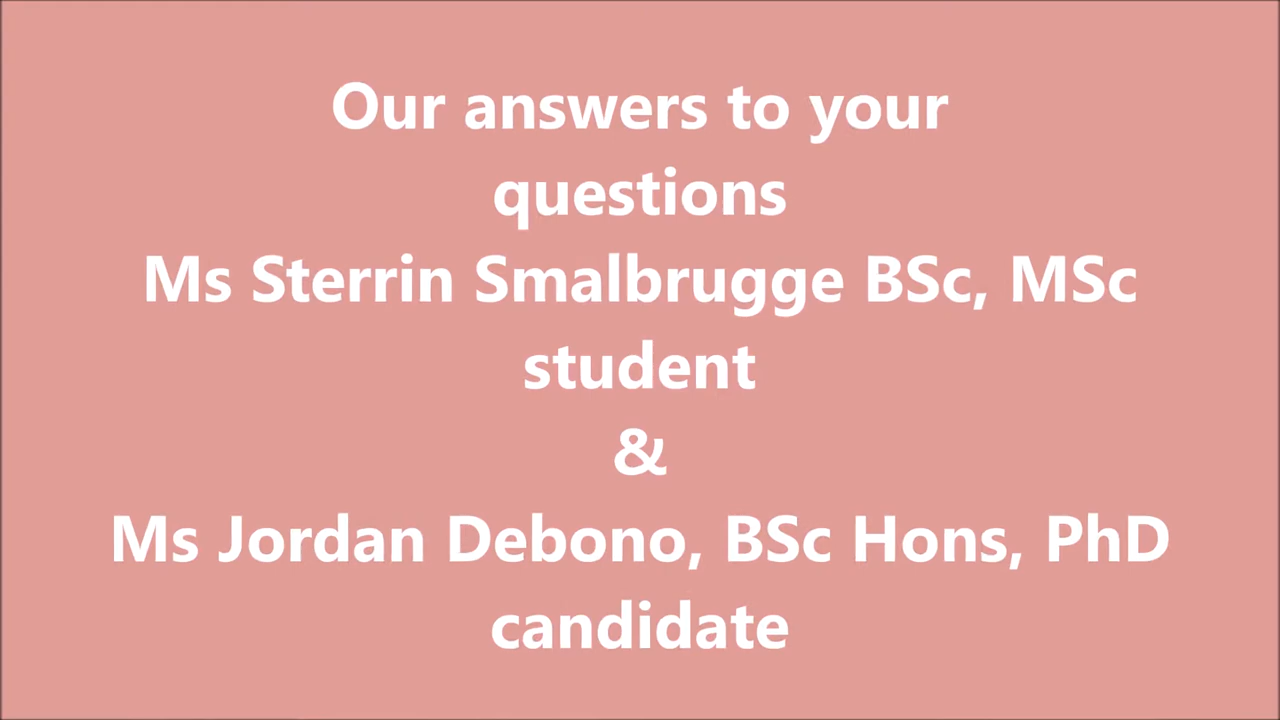 Our answers to your
questions
Ms Sterrin Smalbrugge BSc, MSc
student
&
Ms Jordan Debono, BSc Hons, PhD
candidate